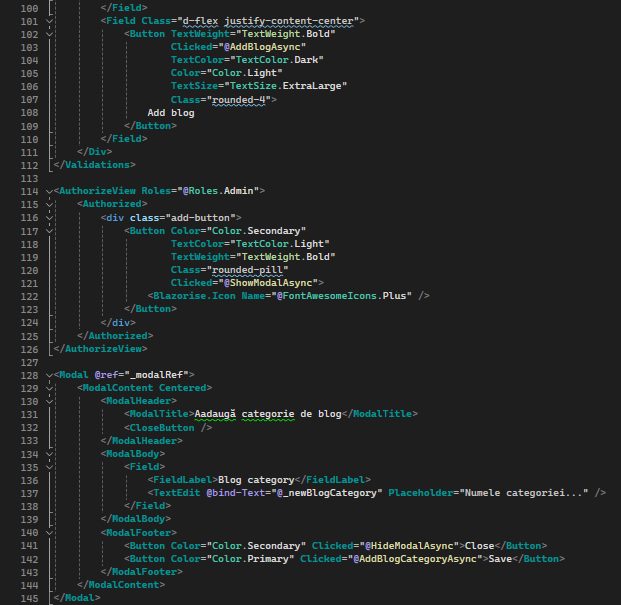 100 </Field>
101 <Field Class="d-flex justify-content-center">
102 <Button TextWeight="TextWeight.Bold"
103 Clicked="@AddBlogAsync"
104 TextColor="TextColor.Dark"
105 Color="Color.Light"
106 TextSize="TextSize.ExtraLarge"
107 Class="rounded-4">
108 Add blog
109 </Button>
110 </Field>
111 </Div>
112 </Validations>
113
114 <AuthorizeView Roles="@Roles.Admin">
115 <Authorized>
116 <div class="add-button">
117 <Button Color="Color.Secondary"
118 TextColor="TextColor.Light"
119 TextWeight="TextWeight.Bold"
120 Class="rounded-pill"
121 Clicked="@ShowModalAsync">
122 <Blazorise.Icon Name="@FontAwesomeIcons.Plus" />
123 </Button>
124 </div>
125 </Authorized>
126 </AuthorizeView>
127
128 <Modal @ref="_modalRef">
129 <ModalContent Centered>
130 <ModalHeader>
131 <ModalTitle>Aadaugă categorie de blog</ModalTitle>
132 <CloseButton />
133 </ModalHeader>
134 <ModalBody>
135 <Field>
136 <FieldLabel>Blog category</FieldLabel>
137 <TextEdit @bind-Text="@_newBlogCategory" Placeholder="Numele categoriei..." />
138 </Field>
139 </ModalBody>
140 <ModalFooter>
141 <Button Color="Color.Secondary" Clicked="@HideModalAsync">Close</Button>
142 <Button Color="Color.Primary" Clicked="@AddBlogCategoryAsync">Save</Button>
143 </ModalFooter>
144 </ModalContent>
145 </Modal>